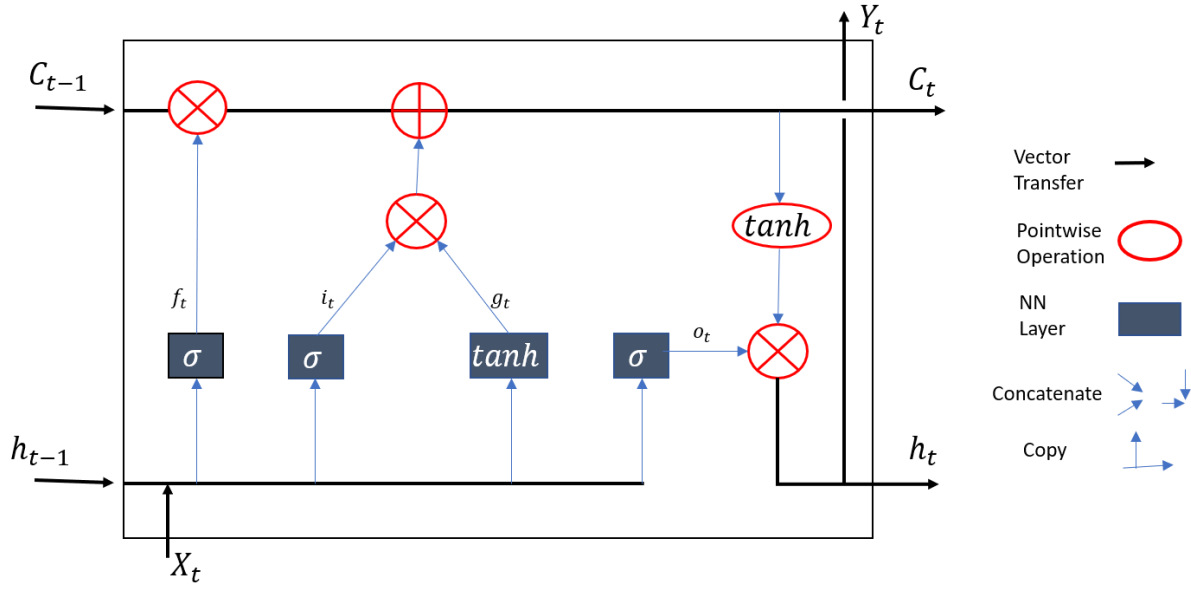 Y_t
C_{t-1}
C_t
Vector
Transfer
tanh
Pointwise
Operation
f_t
i_t
g_t
NN
Layer
σ
σ
tanh
σ
o_t
Concatenate
h_{t-1}
h_t
Copy
X_t